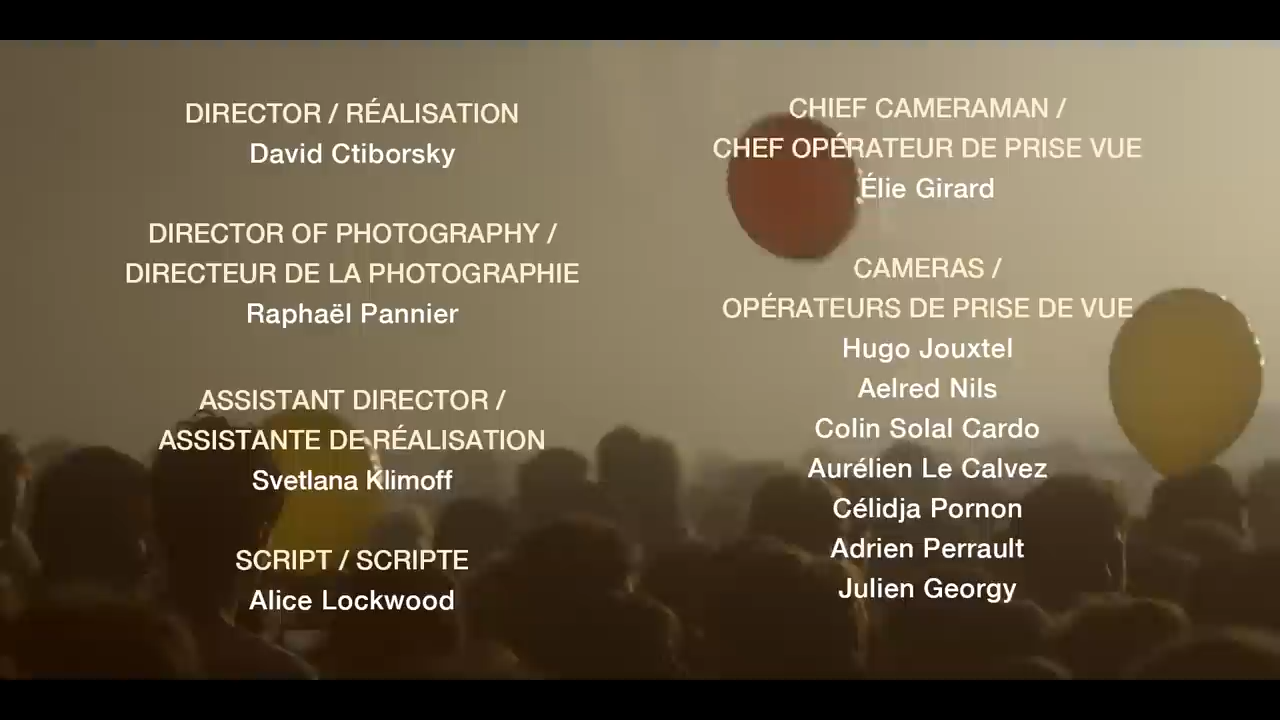 DIRECTOR / RÉALISATION
David Ctiborsky
DIRECTOR OF PHOTOGRAPHY /
DIRECTEUR DE LA PHOTOGRAPHIE
Raphaël Pannier
ASSISTANT DIRECTOR /
ASSISTANTE DE RÉALISATION
Svetlana Klimoff
SCRIPT / SCRIPTE
Alice Lockwood
CHIEF CAMERAMAN /
CHEF OPÉRATEUR DE PRISE VUE
Élie Girard
CAMERAS /
OPÉRATEURS DE PRISE DE VUE
Hugo Jouxtel
Aelred Nils
Colin Solal Cardo
Aurélien Le Calvez
Célidja Pornon
Adrien Perrault
Julien Georgy